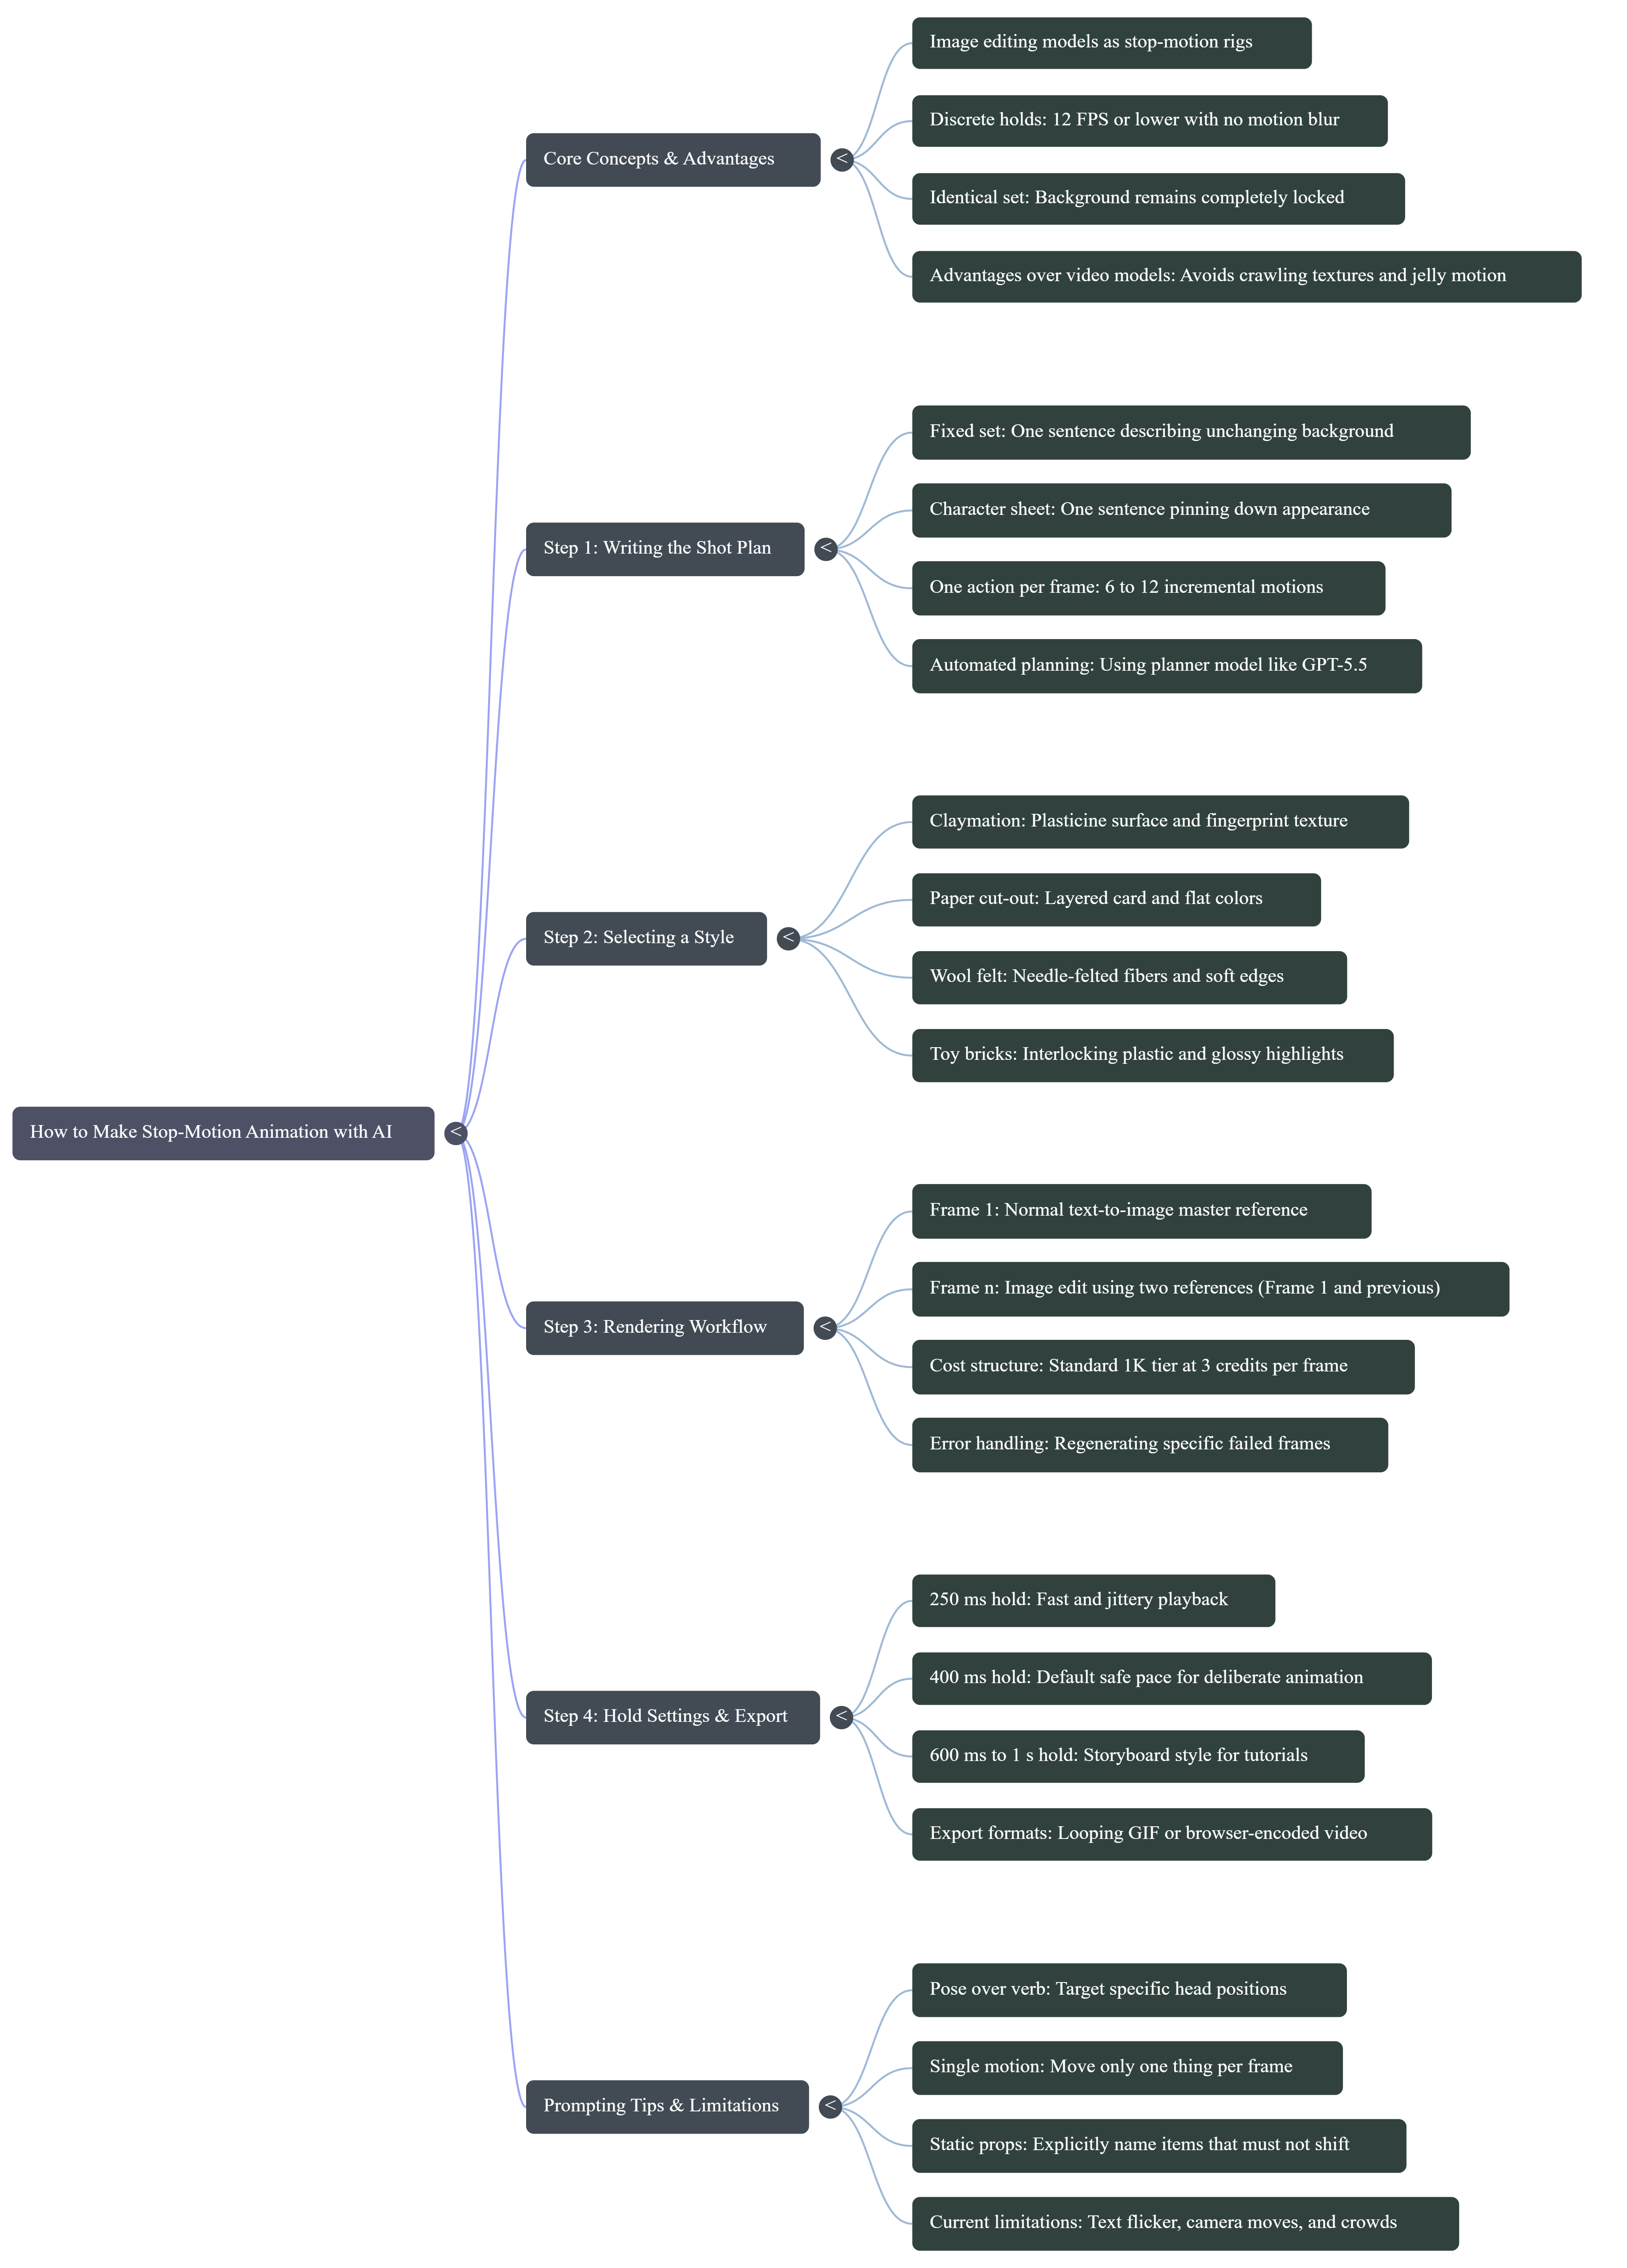 How to Make Stop-Motion Animation with AI
<
Core Concepts & Advantages
<
Image editing models as stop-motion rigs
Discrete holds: 12 FPS or lower with no motion blur
Identical set: Background remains completely locked
Advantages over video models: Avoids crawling textures and jelly motion
Step 1: Writing the Shot Plan
<
Fixed set: One sentence describing unchanging background
Character sheet: One sentence pinning down appearance
One action per frame: 6 to 12 incremental motions
Automated planning: Using planner model like GPT-5.5
Step 2: Selecting a Style
<
Claymation: Plasticine surface and fingerprint texture
Paper cut-out: Layered card and flat colors
Wool felt: Needle-felted fibers and soft edges
Toy bricks: Interlocking plastic and glossy highlights
Step 3: Rendering Workflow
<
Frame 1: Normal text-to-image master reference
Frame n: Image edit using two references (Frame 1 and previous)
Cost structure: Standard 1K tier at 3 credits per frame
Error handling: Regenerating specific failed frames
Step 4: Hold Settings & Export
<
250 ms hold: Fast and jittery playback
400 ms hold: Default safe pace for deliberate animation
600 ms to 1 s hold: Storyboard style for tutorials
Export formats: Looping GIF or browser-encoded video
Prompting Tips & Limitations
<
Pose over verb: Target specific head positions
Single motion: Move only one thing per frame
Static props: Explicitly name items that must not shift
Current limitations: Text flicker, camera moves, and crowds